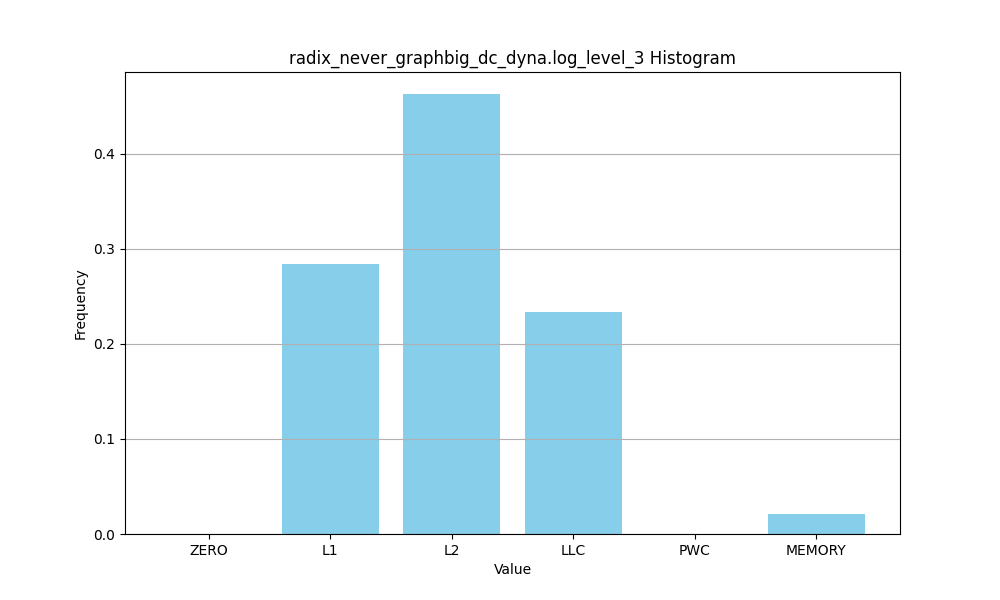 radix_never_graphbig_dc_dyna.log_level_3 Histogram
Frequency
0.4
0.3
0.2
0.1
0.0
ZERO L1 L2 LLC PWC MEMORY
Value